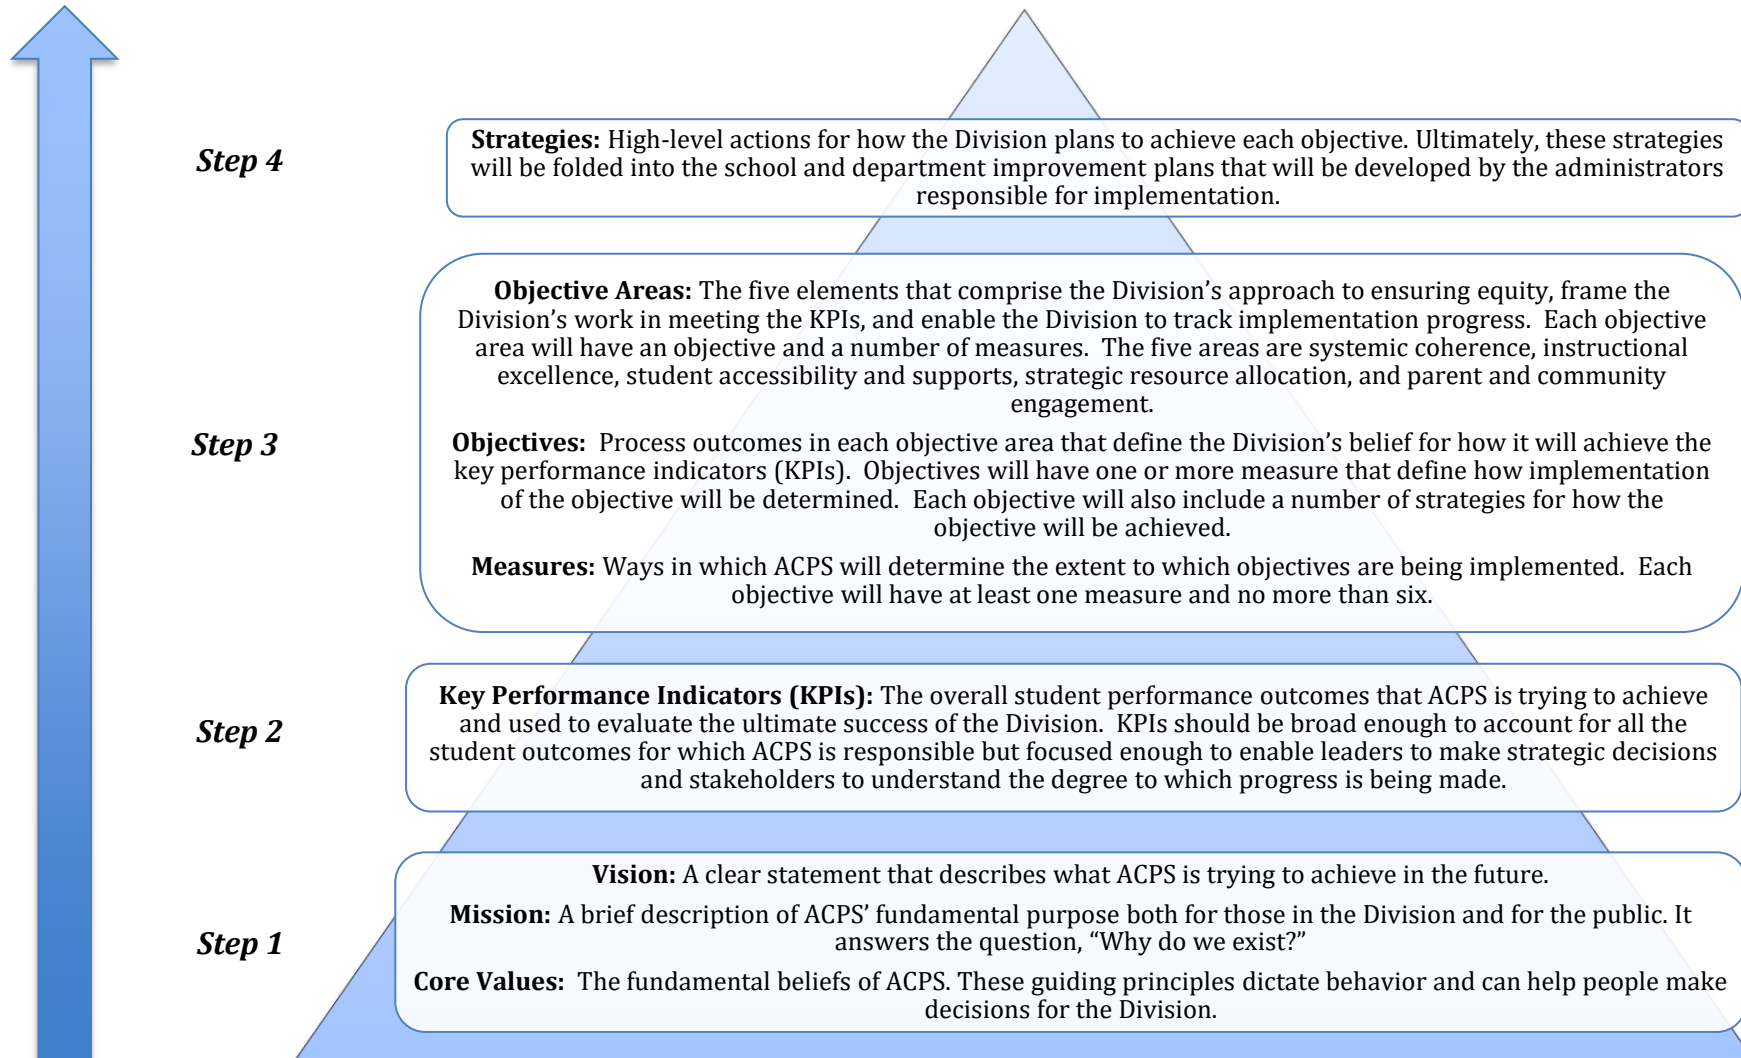 Step 4
Strategies: High-level actions for how the Division plans to achieve each objective. Ultimately, these strategies
will be folded into the school and department improvement plans that will be developed by the administrators
responsible for implementation.
Step 3
Objective Areas: The five elements that comprise the Division’s approach to ensuring equity, frame the
Division’s work in meeting the KPIs, and enable the Division to track implementation progress.  Each objective
area will have an objective and a number of measures.  The five areas are systemic coherence, instructional
excellence, student accessibility and supports, strategic resource allocation, and parent and community
engagement.
Objectives:  Process outcomes in each objective area that define the Division’s belief for how it will achieve the
key performance indicators (KPIs).  Objectives will have one or more measure that define how implementation
of the objective will be determined.  Each objective will also include a number of strategies for how the
objective will be achieved.
Measures: Ways in which ACPS will determine the extent to which objectives are being implemented.  Each
objective will have at least one measure and no more than six.
Step 2
Key Performance Indicators (KPIs): The overall student performance outcomes that ACPS is trying to achieve
and used to evaluate the ultimate success of the Division.  KPIs should be broad enough to account for all the
student outcomes for which ACPS is responsible but focused enough to enable leaders to make strategic decisions
and stakeholders to understand the degree to which progress is being made.
Step 1
Vision: A clear statement that describes what ACPS is trying to achieve in the future.
Mission: A brief description of ACPS’ fundamental purpose both for those in the Division and for the public. It
answers the question, “Why do we exist?”
Core Values:  The fundamental beliefs of ACPS. These guiding principles dictate behavior and can help people make
decisions for the Division.